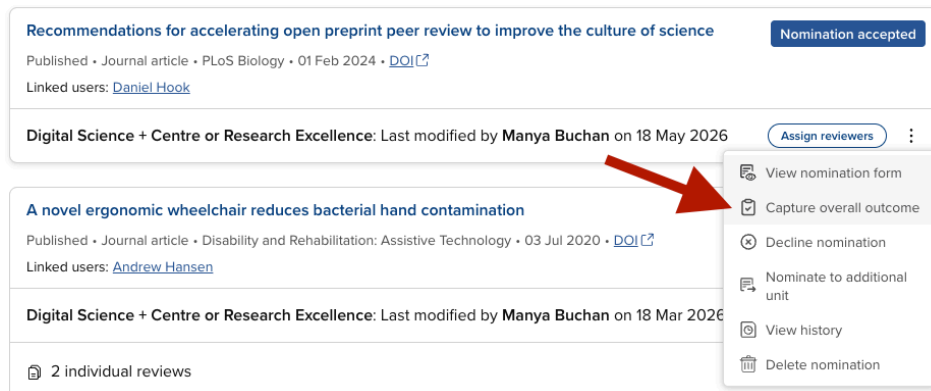 Recommendations for accelerating open preprint peer review to improve the culture of science
Nomination accepted
Published • Journal article • PLoS Biology • 01 Feb 2024 • DOI
Linked users: Daniel Hook
Digital Science + Centre or Research Excellence: Last modified by Manya Buchan on 18 May 2026
Assign reviewers
View nomination form
Capture overall outcome
Decline nomination
Nominate to additional
unit
View history
Delete nomination
A novel ergonomic wheelchair reduces bacterial hand contamination
Published • Journal article • Disability and Rehabilitation: Assistive Technology • 03 Jul 2020 • DOI
Linked users: Andrew Hansen
Digital Science + Centre or Research Excellence: Last modified by Manya Buchan on 18 Mar 2026
2 individual reviews